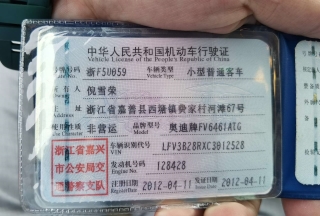 中华人民共和国机动车行驶证
Vehicle License of the People's Republic of China
号牌号码 浙F5U059 车辆类型 小型普通客车
Vehicle Type
所有人 倪雪荣
浙江省嘉善县西塘镇 家村河滩67号
使用性质 非营运 品牌型号 奥迪牌FV6461ATG
Model
浙江省嘉兴
市公安局交
通警察支队
车辆识别代号 LFV3B28RXC3012528
VIN
发动机号码 128428
Engine No.
注册日期 2012-04-11 发证日期 2012-04-11
Register Date Issue Date